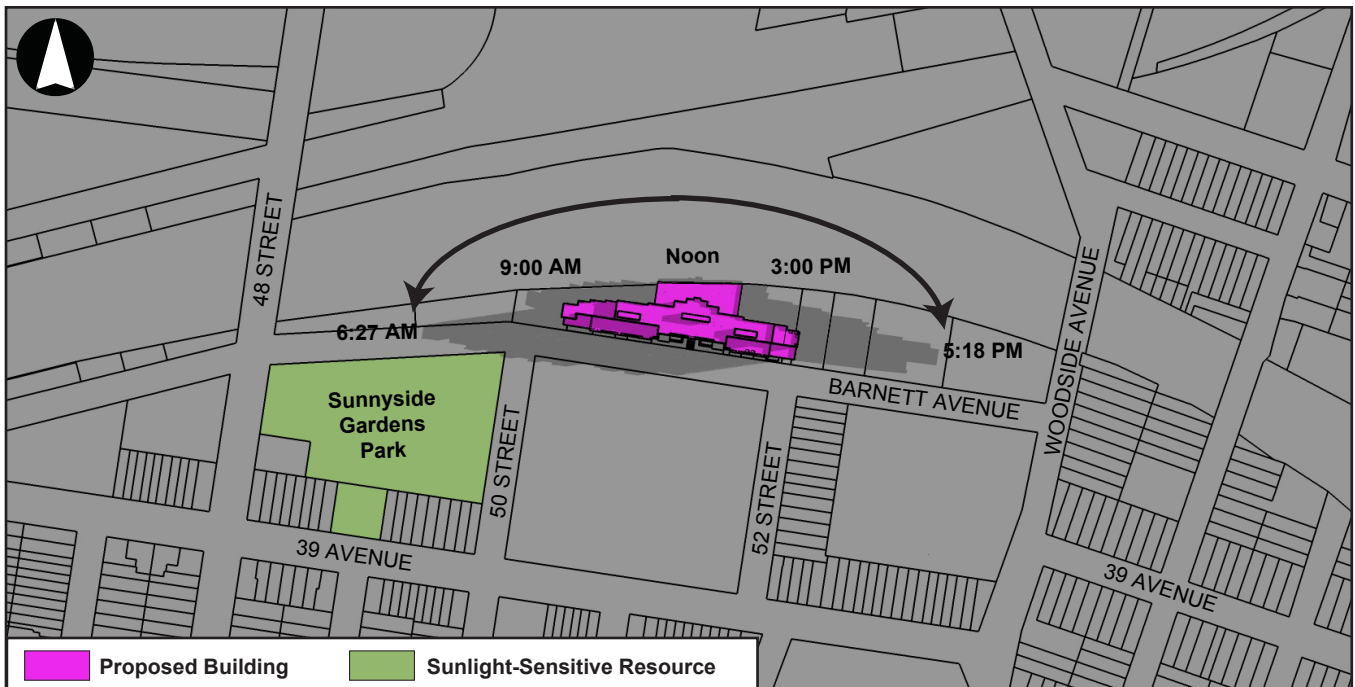 48 STREET
9:00 AM
Noon
3:00 PM
6:27 AM
5:18 PM
WOODSIDE AVENUE
BARNETT AVENUE
Sunnyside
Gardens
Park
50 STREET
52 STREET
39 AVENUE
39 AVENUE
Proposed Building
Sunlight-Sensitive Resource